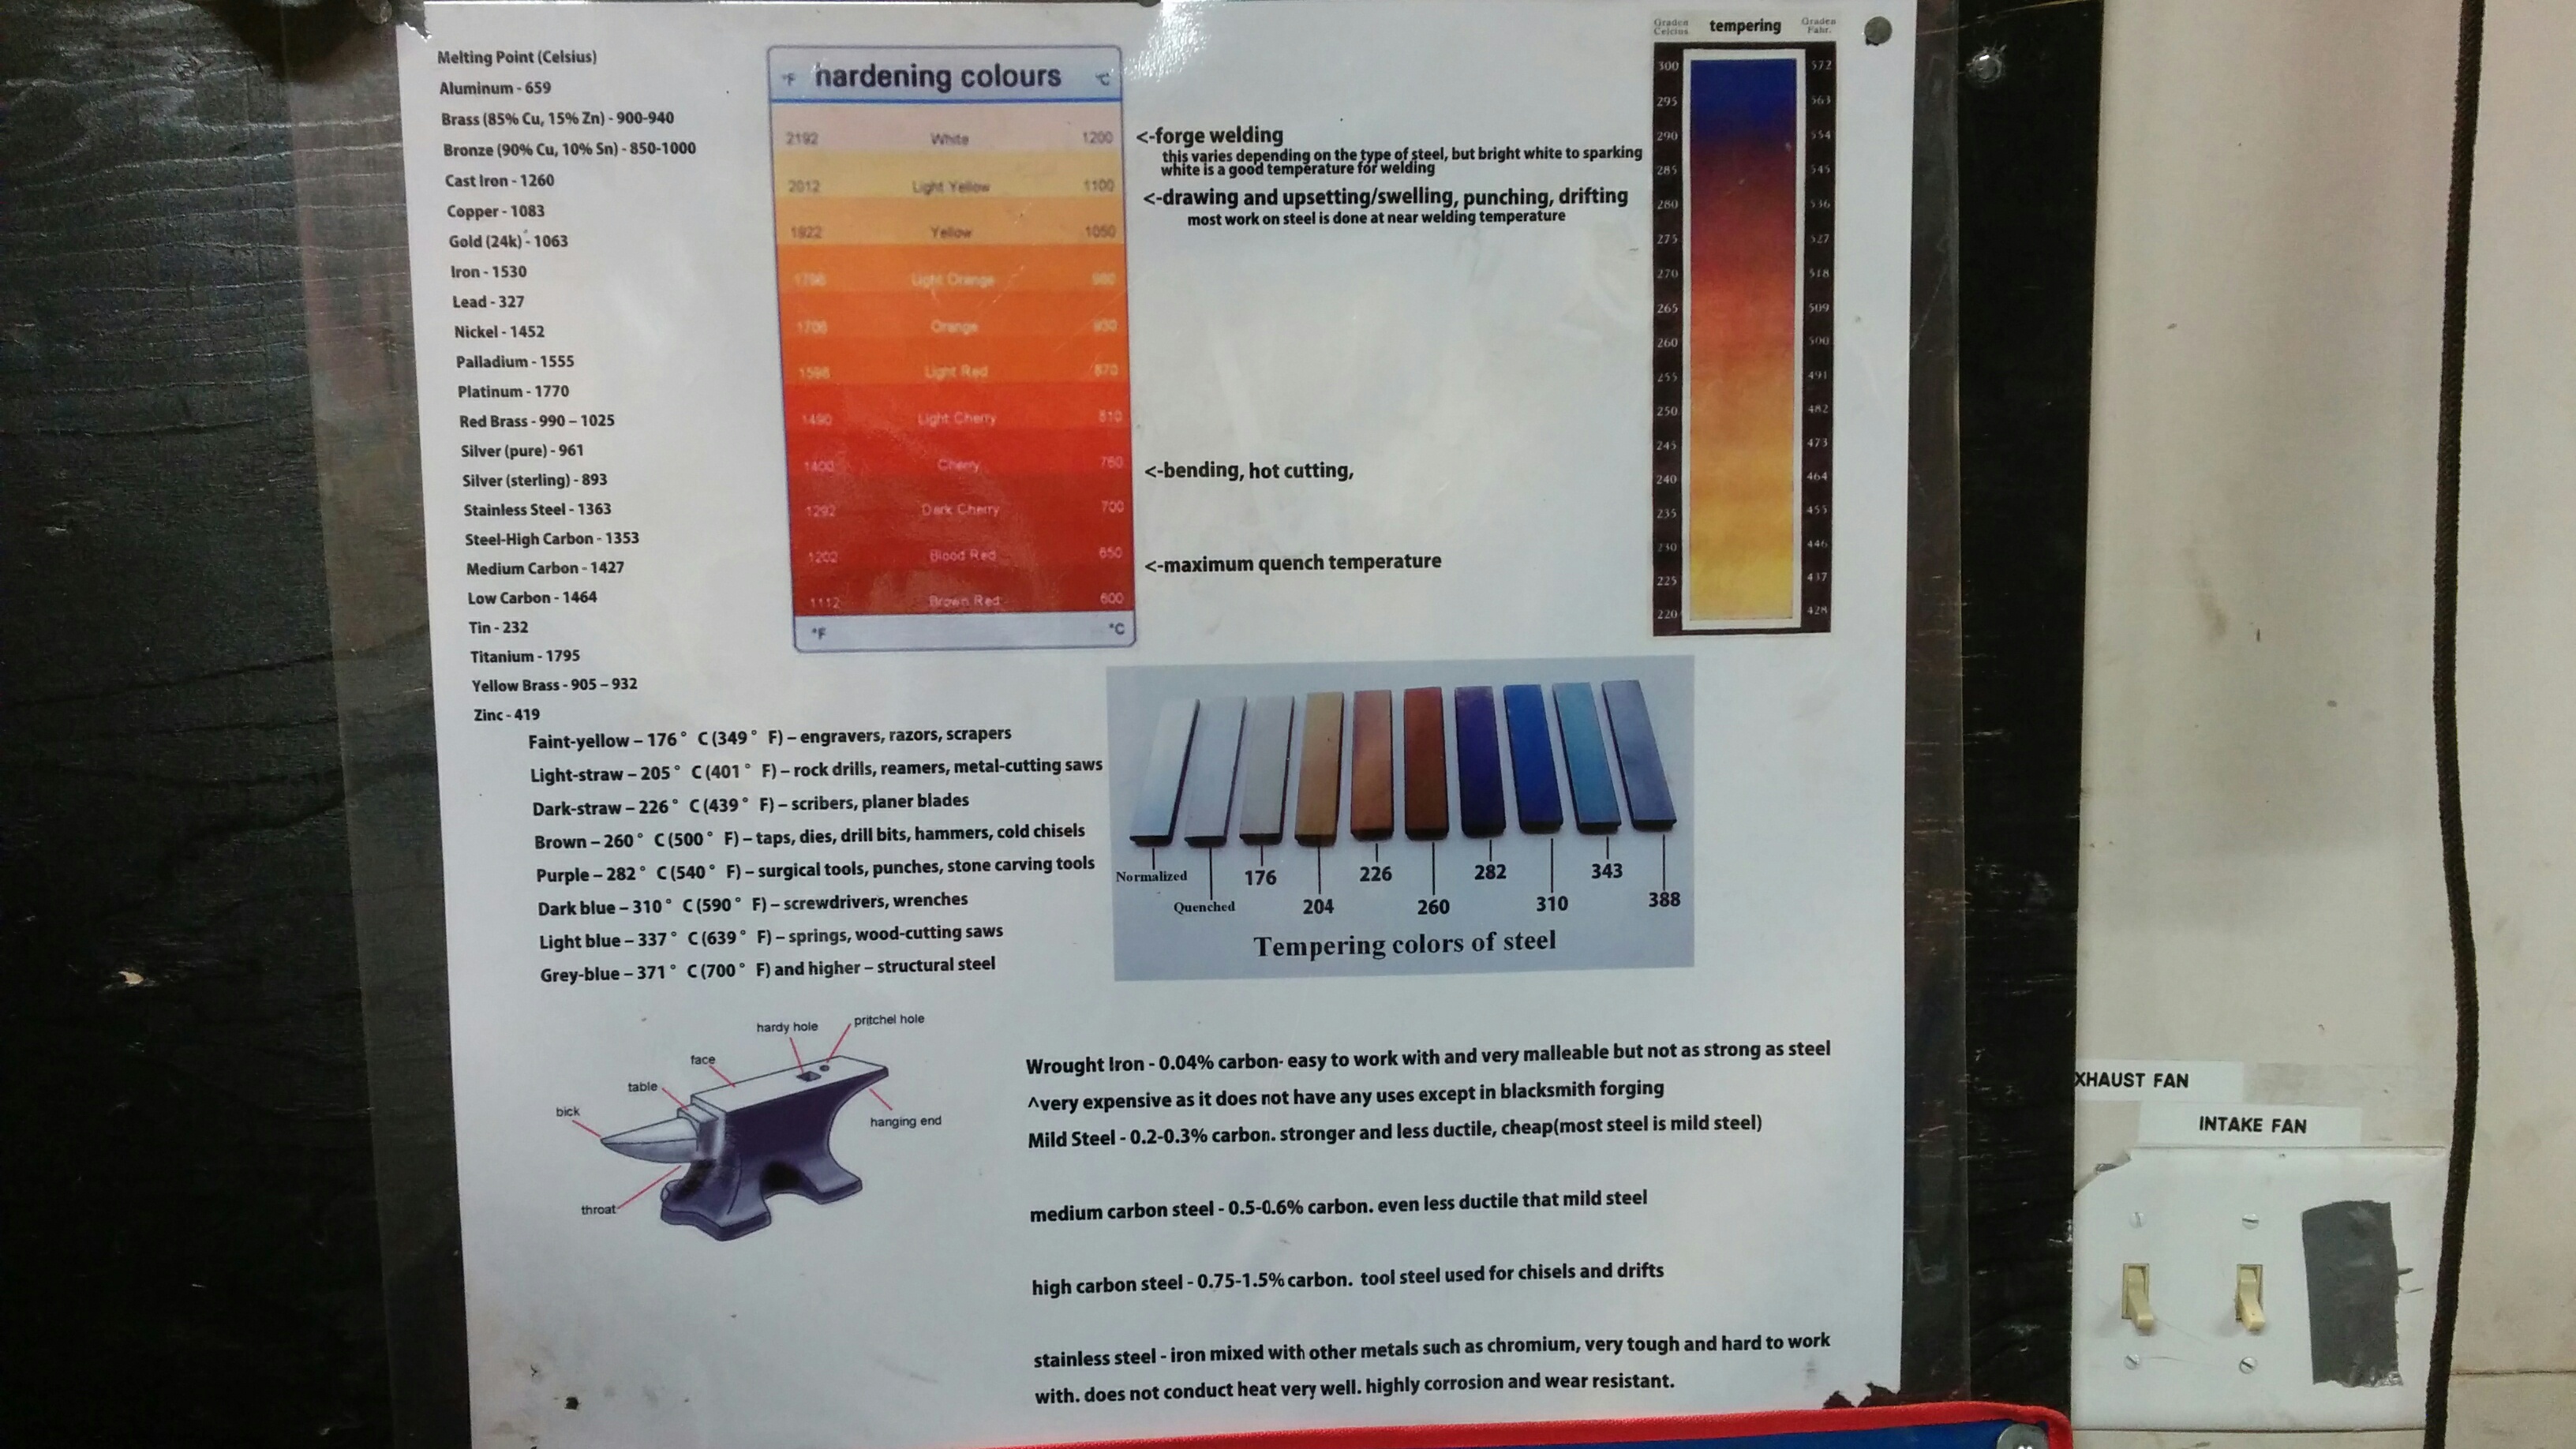 Melting Point (Celsius)
Aluminum - 659
Brass (85% Cu, 15% Zn) - 900-940
Bronze (90% Cu, 10% Sn) - 850-1000
Cast Iron - 1260
Copper - 1083
Gold (24k) - 1063
Iron - 1530
Lead - 327
Nickel - 1452
Palladium - 1555
Platinum - 1770
Red Brass - 990 – 1025
Silver (pure) - 961
Silver (sterling) - 893
Stainless Steel - 1363
Steel-High Carbon - 1353
Medium Carbon - 1427
Low Carbon - 1464
Tin - 232
Titanium - 1795
Yellow Brass - 905 – 932
Zinc - 419
°F hardening colours °C
2192 White 1200
2012 Light Yellow 1100
1922 Yellow 1050
1796 Light Orange 980
1706 Orange 930
1598 Light Red 870
1490 Light Cherry 810
1400 Cherry 760
1292 Dark Cherry 700
1202 Blood Red 650
1112 Brown Red 600
°F °C
<-forge welding
this varies depending on the type of steel, but bright white to sparking
white is a good temperature for welding
<-drawing and upsetting/swelling, punching, drifting
most work on steel is done at near welding temperature
<-bending, hot cutting,
<-maximum quench temperature
Graden Celcius tempering Graden Fahr.
300 572
295 563
290 554
285 545
280 536
275 527
270 518
265 509
260 500
255 491
250 482
245 473
240 464
235 455
230 446
225 437
220 428
Faint-yellow – 176° C (349° F) – engravers, razors, scrapers
Light-straw – 205° C (401° F) – rock drills, reamers, metal-cutting saws
Dark-straw – 226° C (439° F) – scribers, planer blades
Brown – 260° C (500° F) – taps, dies, drill bits, hammers, cold chisels
Purple – 282° C (540° F) – surgical tools, punches, stone carving tools
Dark blue – 310° C (590° F) – screwdrivers, wrenches
Light blue – 337° C (639° F) – springs, wood-cutting saws
Grey-blue – 371° C (700° F) and higher – structural steel
Normalized 176 226 282 343
Quenched 204 260 310 388
Tempering colors of steel
hardy hole
pritchel hole
face
table
bick
hanging end
throat
Wrought Iron - 0.04% carbon- easy to work with and very malleable but not as strong as steel
^very expensive as it does not have any uses except in blacksmith forging
Mild Steel - 0.2-0.3% carbon. stronger and less ductile, cheap(most steel is mild steel)
medium carbon steel - 0.5-0.6% carbon. even less ductile that mild steel
high carbon steel - 0.75-1.5% carbon. tool steel used for chisels and drifts
stainless steel - iron mixed with other metals such as chromium, very tough and hard to work
with. does not conduct heat very well. highly corrosion and wear resistant.
XHAUST FAN
INTAKE FAN